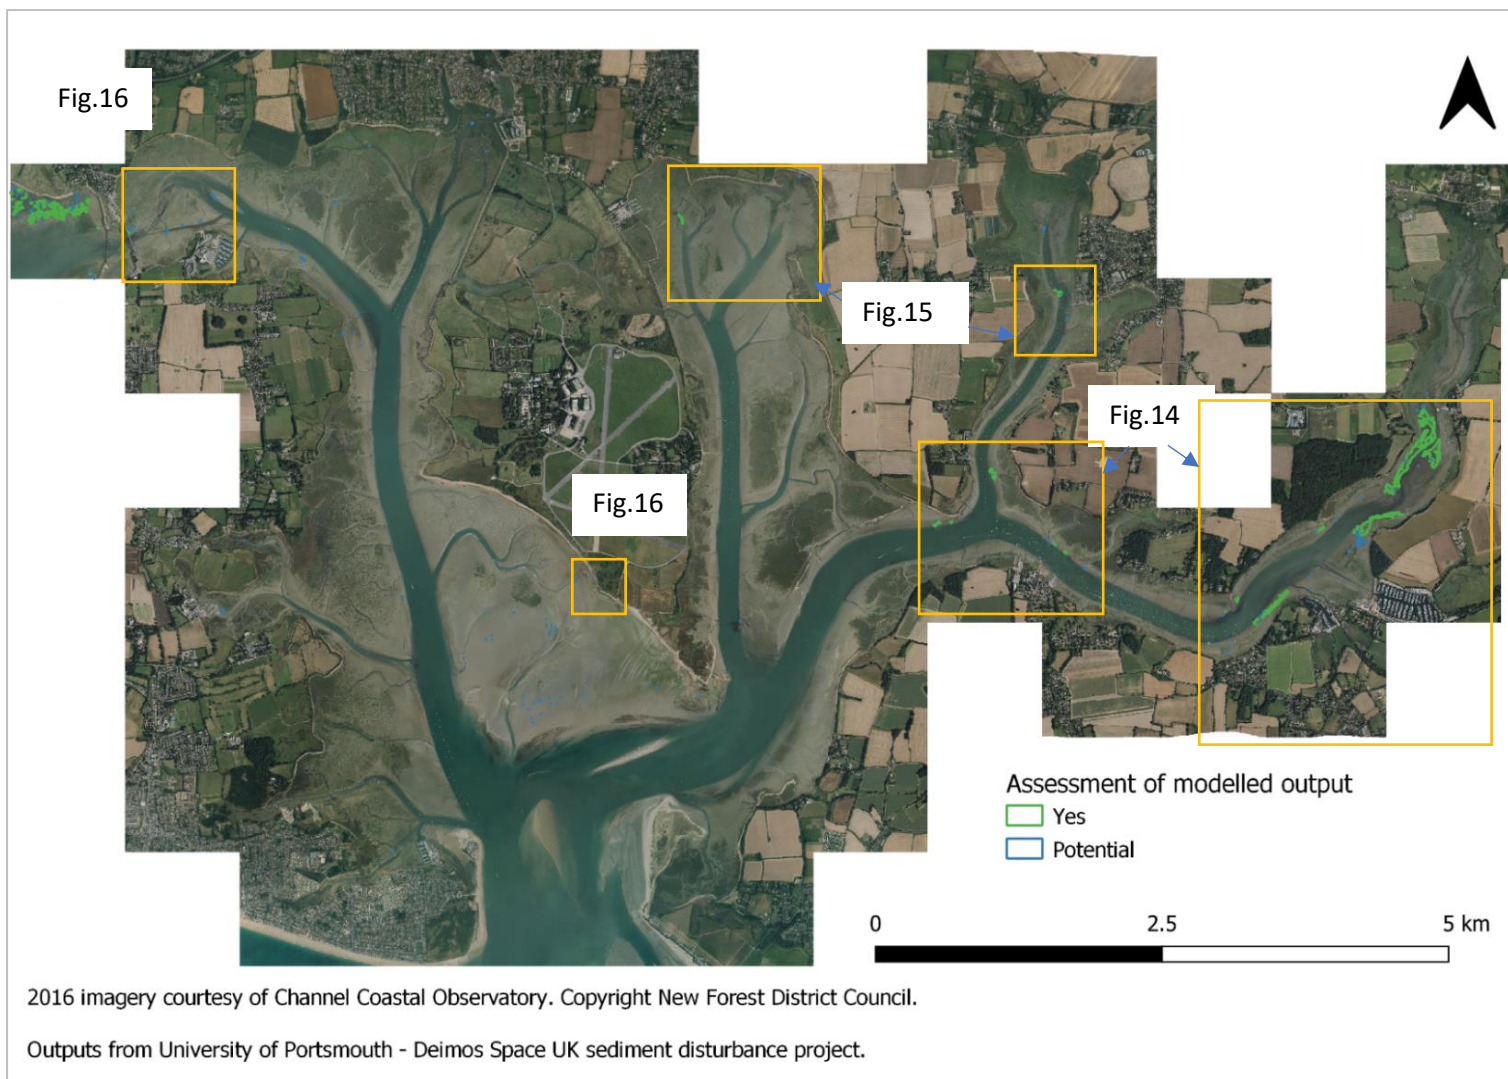 Fig.16
Fig.15
Fig.14
Fig.16
Assessment of modelled output
Yes
Potential
0 2.5 5 km
2016 imagery courtesy of Channel Coastal Observatory. Copyright New Forest District Council.
Outputs from University of Portsmouth - Deimos Space UK sediment disturbance project.